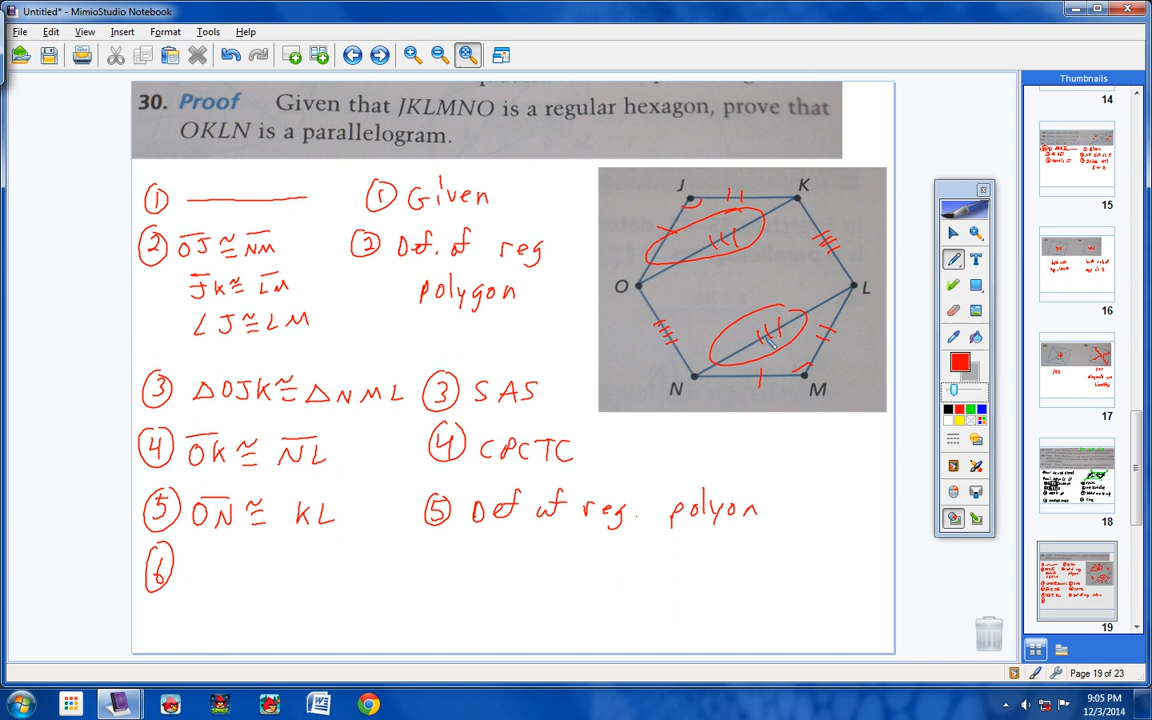 Untitled* - MimioStudio Notebook
File Edit View Insert Format Tools Help
30. Proof Given that JKLMNO is a regular hexagon, prove that
OKLN is a parallelogram.
① ———— ① Given
② OJ ≅ NM ② Def. of reg
JK ≅ LM polygon
∠J ≅ ∠M
③ △OJK ≅ △NML ③ SAS
④ OK ≅ NL ④ CPCTC
⑤ ON ≅ KL ⑤ Def of reg. polyon
⑥
J K
O L
N M
T
Thumbnails
14
15
16
17
18
19
Page 19 of 23
9:05 PM
12/3/2014